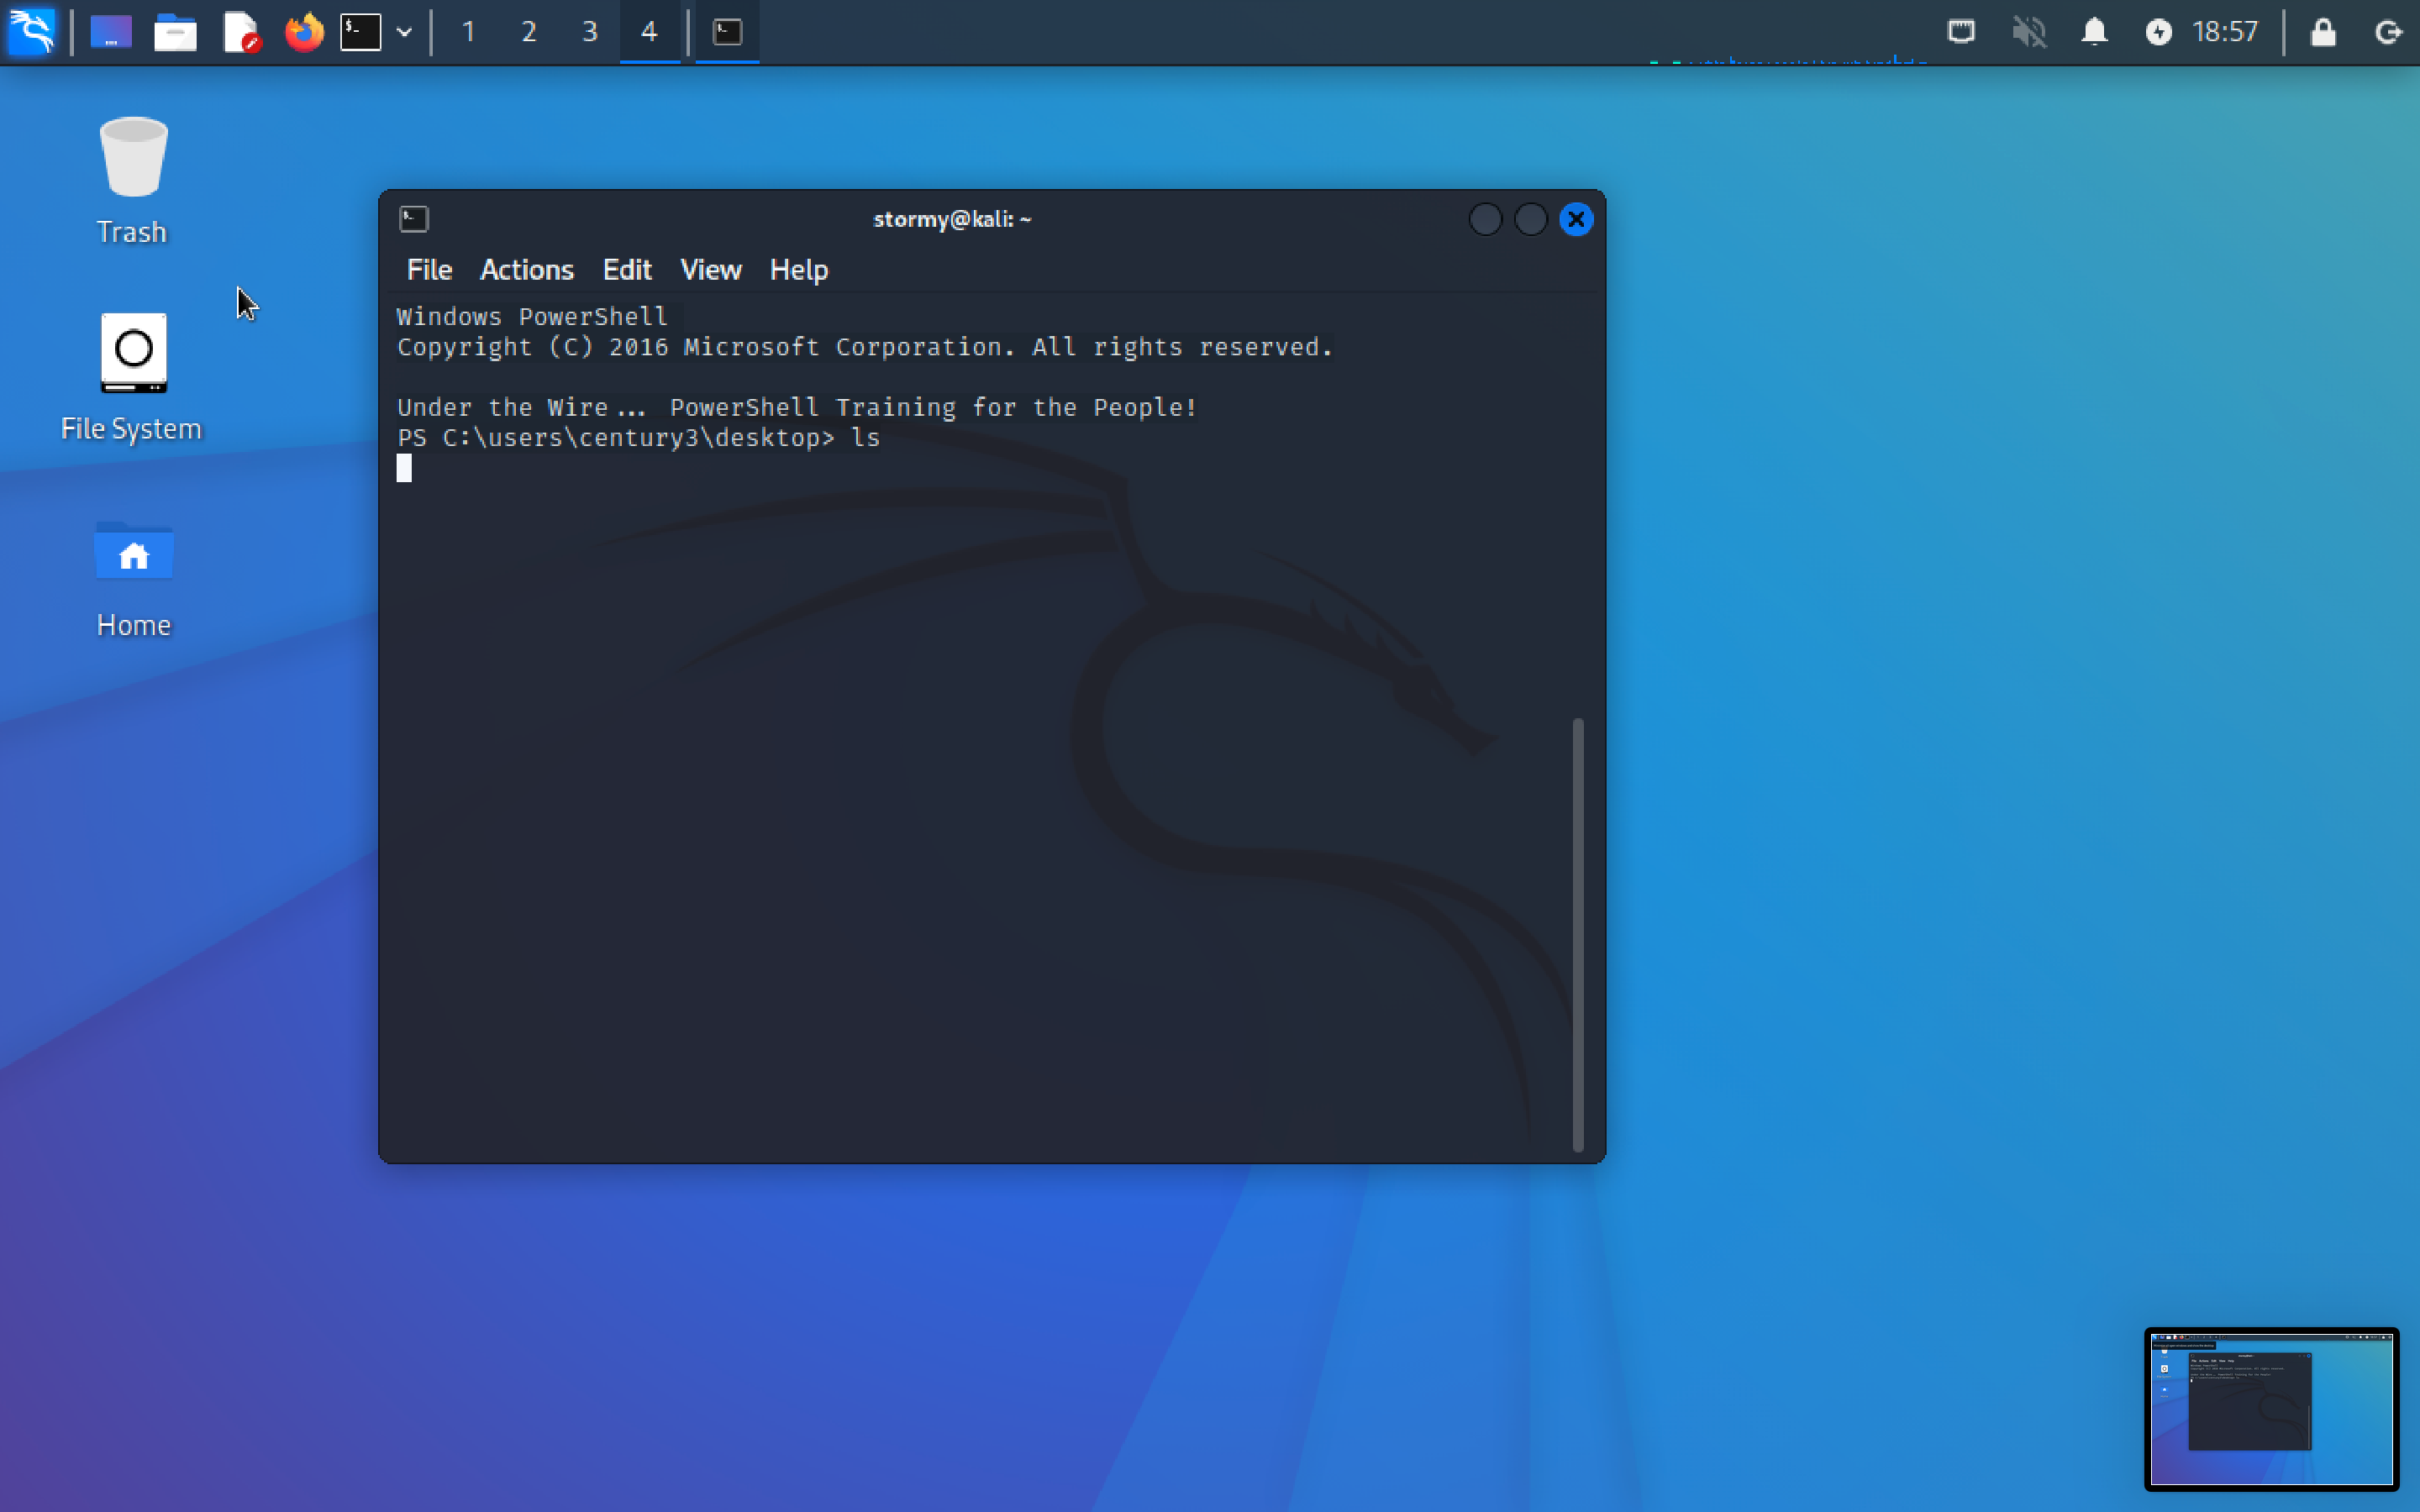 1 2 3 4 18:57
Trash
File System
Home
stormy@kali: ~
File Actions Edit View Help
Windows PowerShell
Copyright (C) 2016 Microsoft Corporation. All rights reserved.
Under the Wire... PowerShell Training for the People!
PS C:\users\century3\desktop> ls